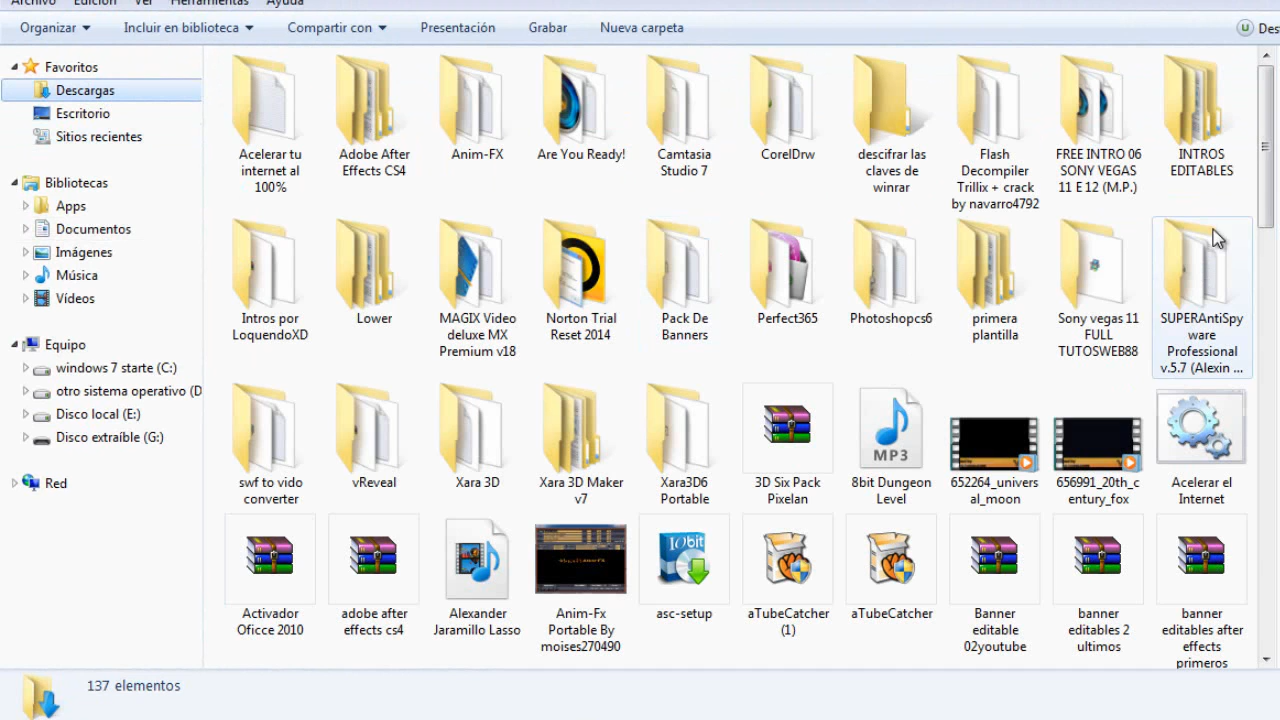 Archivo Edición Ver Herramientas Ayuda
Organizar Incluir en biblioteca Compartir con Presentación Grabar Nueva carpeta
Favoritos
Descargas
Escritorio
Sitios recientes
Bibliotecas
Apps
Documentos
Imágenes
Música
Vídeos
Equipo
windows 7 starte (C:)
otro sistema operativo (D
Disco local (E:)
Disco extraíble (G:)
Red
Acelerar tu
internet al
100%
Adobe After
Effects CS4
Anim-FX
Are You Ready!
Camtasia
Studio 7
CorelDrw
descifrar las
claves de
winrar
Flash
Decompiler
Trillix + crack
by navarro4792
FREE INTRO 06
SONY VEGAS
11 E 12 (M.P.)
INTROS
EDITABLES
Intros por
LoquendoXD
Lower
MAGIX Video
deluxe MX
Premium v18
Norton Trial
Reset 2014
Pack De
Banners
Perfect365
Photoshopcs6
primera
plantilla
Sony vegas 11
FULL
TUTOSWEB88
SUPERAntiSpy
ware
Professional
v.5.7 (Alexin ...
swf to vido
converter
vReveal
Xara 3D
Xara 3D Maker
v7
Xara3D6
Portable
3D Six Pack
Pixelan
MP3
8bit Dungeon
Level
652264_univers
al_moon
656991_20th_c
entury_fox
Acelerar el
Internet
Activador
Oficce 2010
adobe after
effects cs4
Alexander
Jaramillo Lasso
Anim-Fx
Portable By
moises270490
IObit
asc-setup
aTubeCatcher
(1)
aTubeCatcher
Banner
editable
02youtube
banner
editables 2
ultimos
banner
editables after
effects
primeros
137 elementos